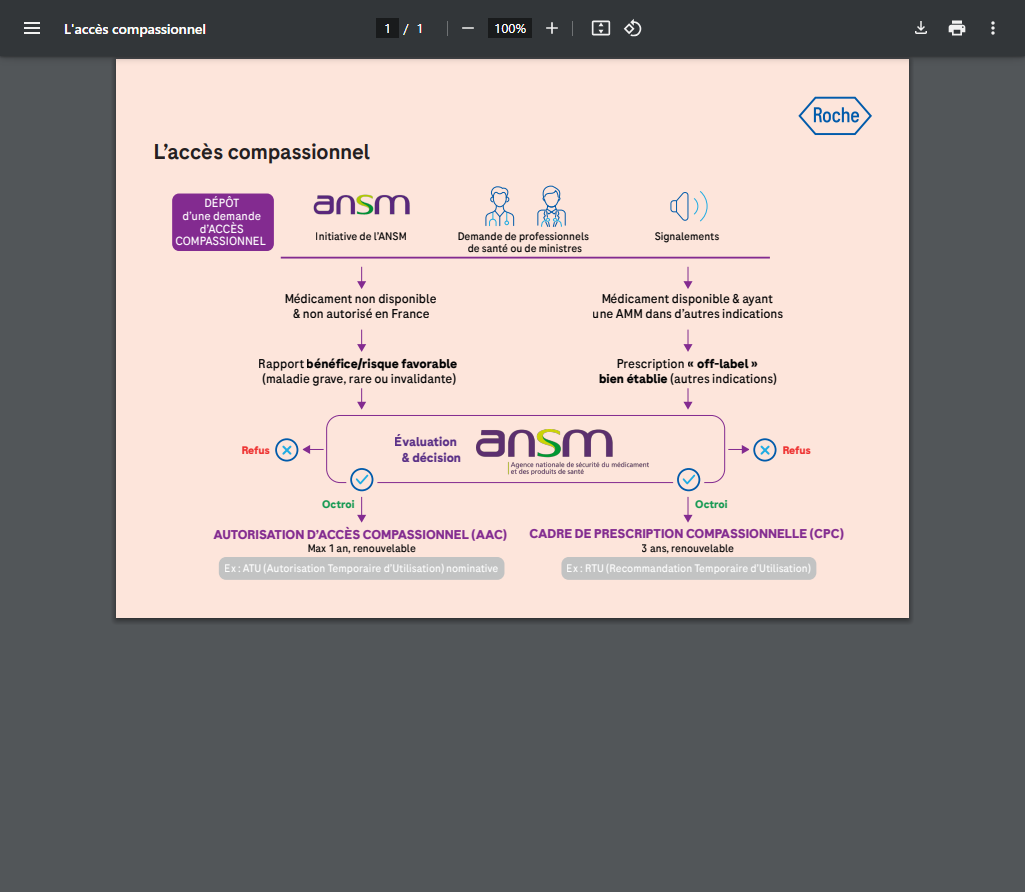 L'accès compassionnel
1 / 1
100%
Roche
L'accès compassionnel
DÉPÔT
d'une demande
d'ACCÈS
COMPASSIONNEL
ansm
Initiative de l'ANSM
Demande de professionnels
de santé ou de ministres
Signalements
Médicament non disponible
& non autorisé en France
Médicament disponible & ayant
une AMM dans d'autres indications
Rapport bénéfice/risque favorable
(maladie grave, rare ou invalidante)
Prescription « off-label »
bien établie (autres indications)
Refus
Évaluation
& décision
ansm
Agence nationale de sécurité du médicament
et des produits de santé
Refus
Octroi
Octroi
AUTORISATION D'ACCÈS COMPASSIONNEL (AAC)
Max 1 an, renouvelable
Ex : ATU (Autorisation Temporaire d'Utilisation) nominative
CADRE DE PRESCRIPTION COMPASSIONNELLE (CPC)
3 ans, renouvelable
Ex : RTU (Recommandation Temporaire d'Utilisation)